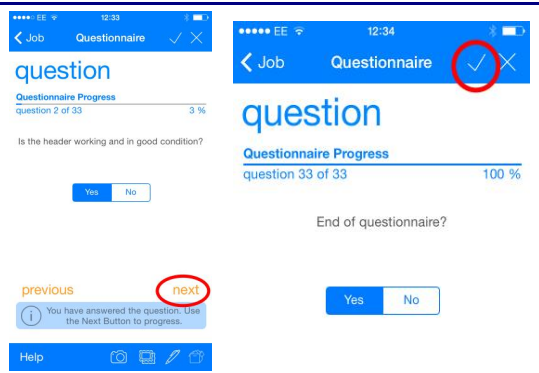 EE 12:33
Job Questionnaire
question
Questionnaire Progress
question 2 of 33 3 %
Is the header working and in good condition?
Yes No
previous next
You have answered the question. Use
the Next Button to progress.
Help
EE 12:34
Job Questionnaire
question
Questionnaire Progress
question 33 of 33 100 %
End of questionnaire?
Yes No